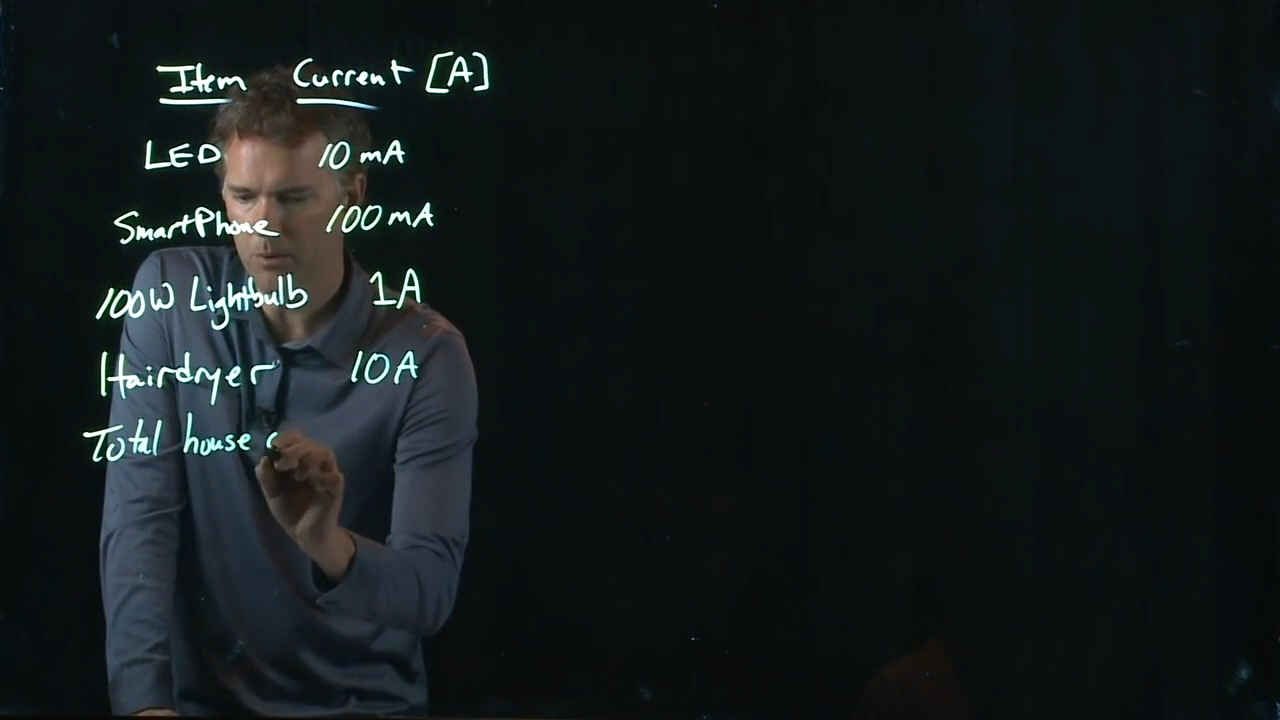 Item Current [A]
LED 10 mA
SmartPhone 100 mA
100W Lightbulb 1A
Hairdryer 10A
Total house